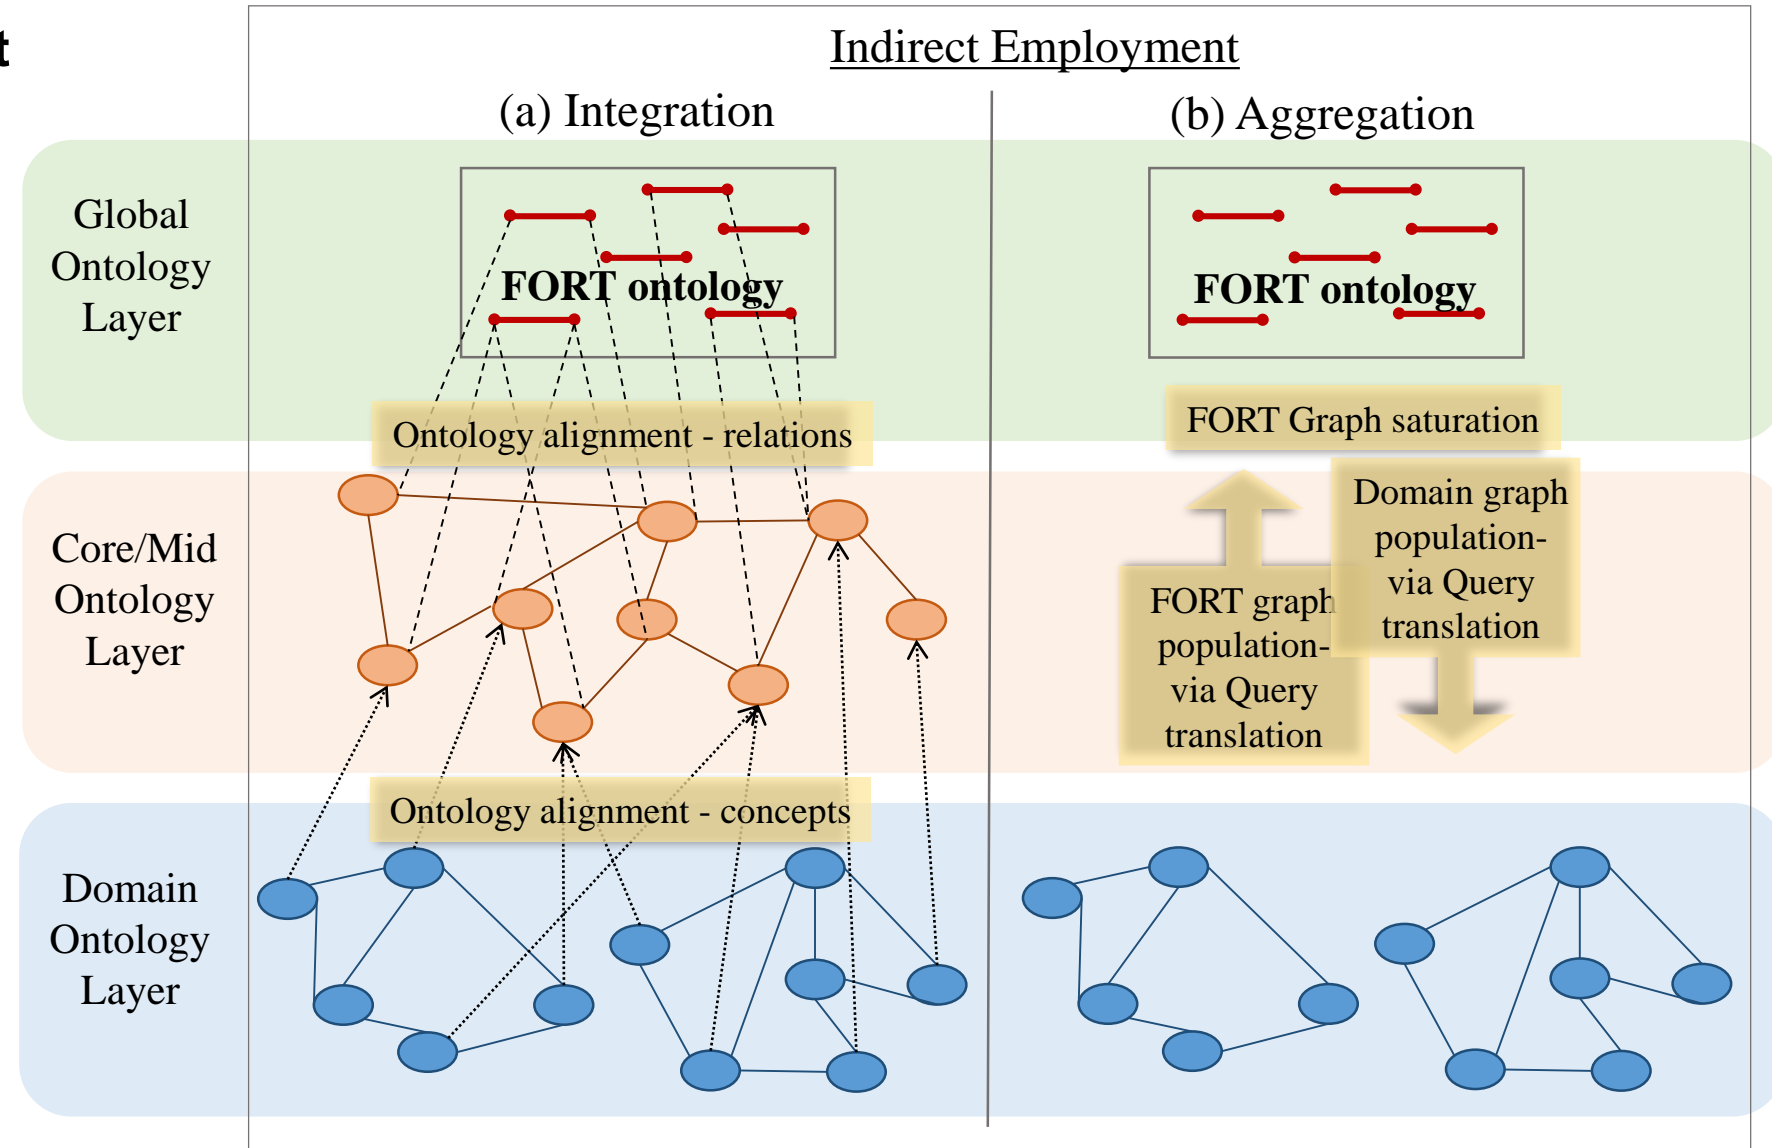 t
Indirect Employment
(a) Integration
(b) Aggregation
Global
Ontology
Layer
FORT ontology
FORT ontology
Ontology alignment - relations
FORT Graph saturation
Core/Mid
Ontology
Layer
Domain graph
population-
via Query
translation
FORT graph
population-
via Query
translation
Ontology alignment - concepts
Domain
Ontology
Layer